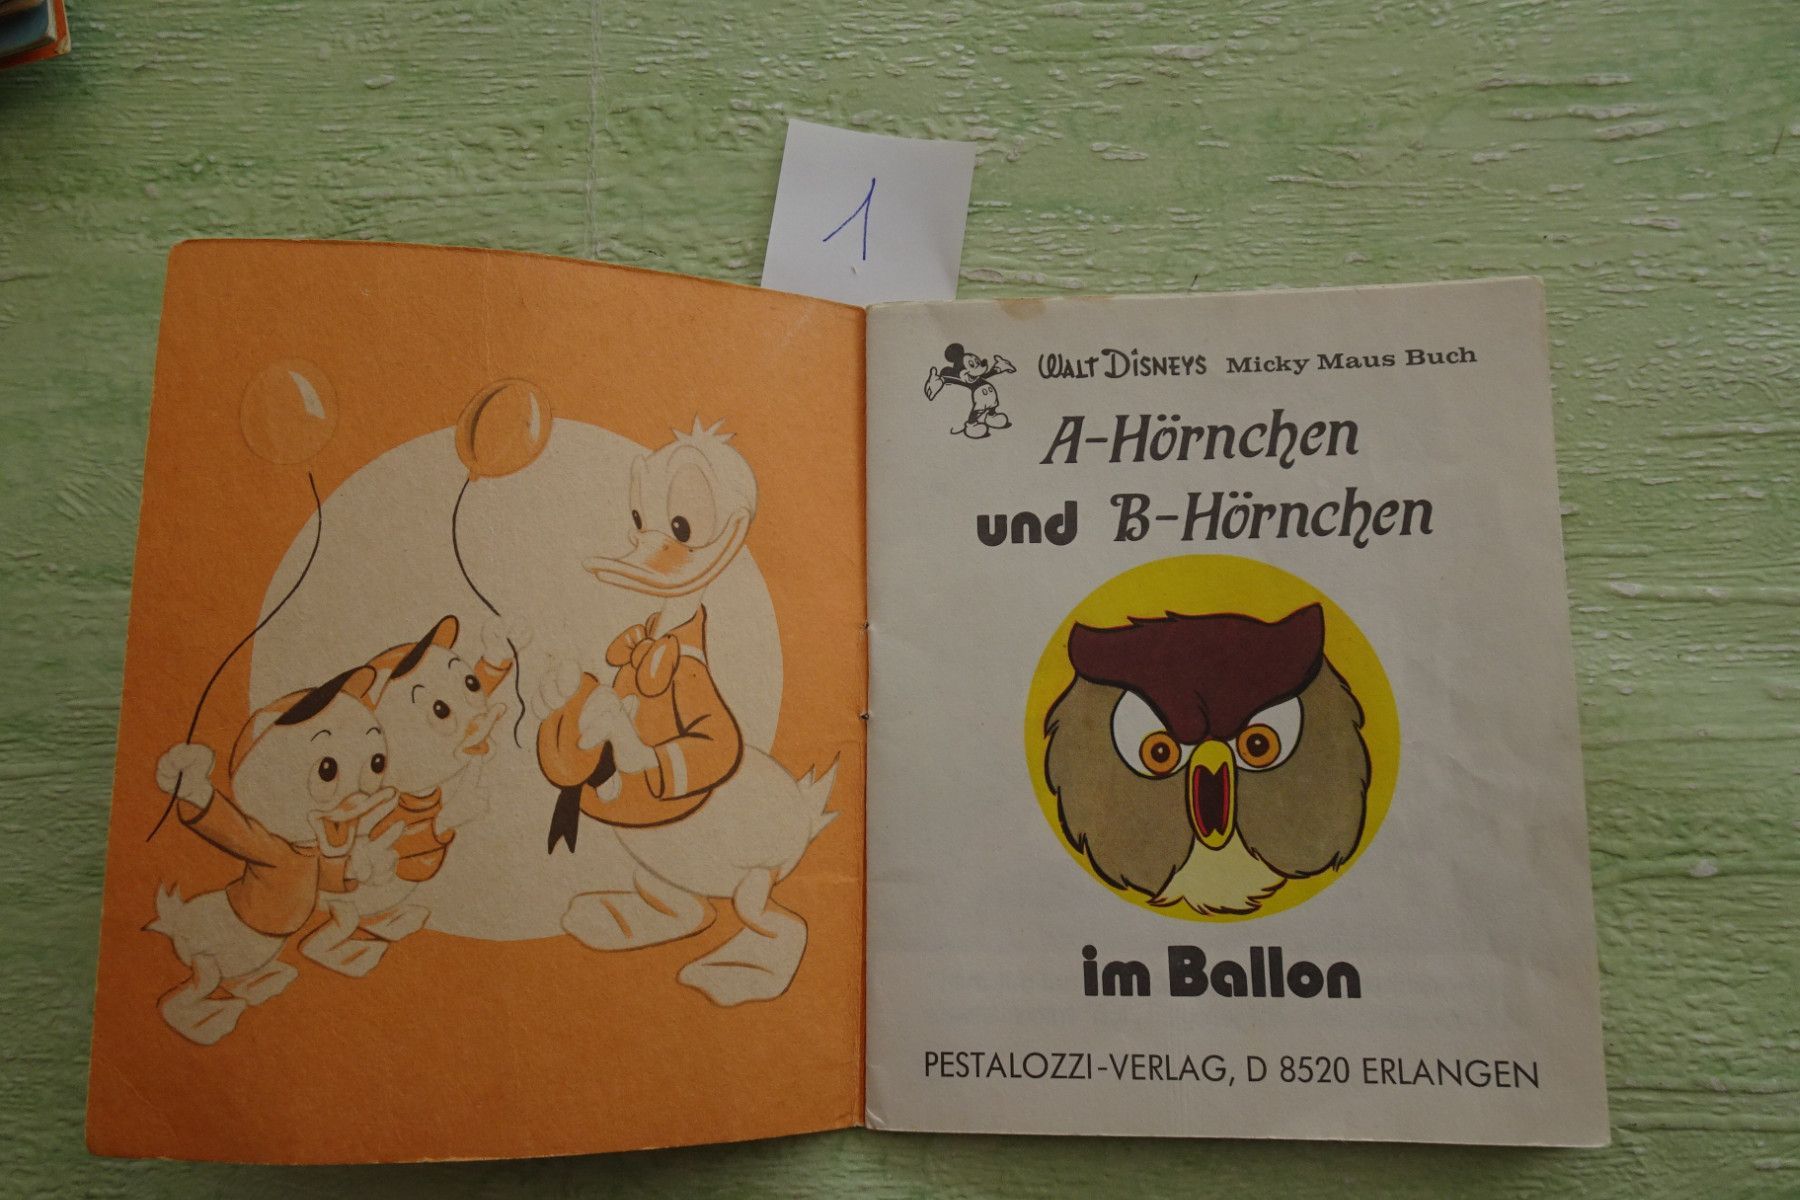 1
WALT DISNEYS Micky Maus Buch
A-Hörnchen
und B-Hörnchen
im Ballon
PESTALOZZI-VERLAG, D 8520 ERLANGEN